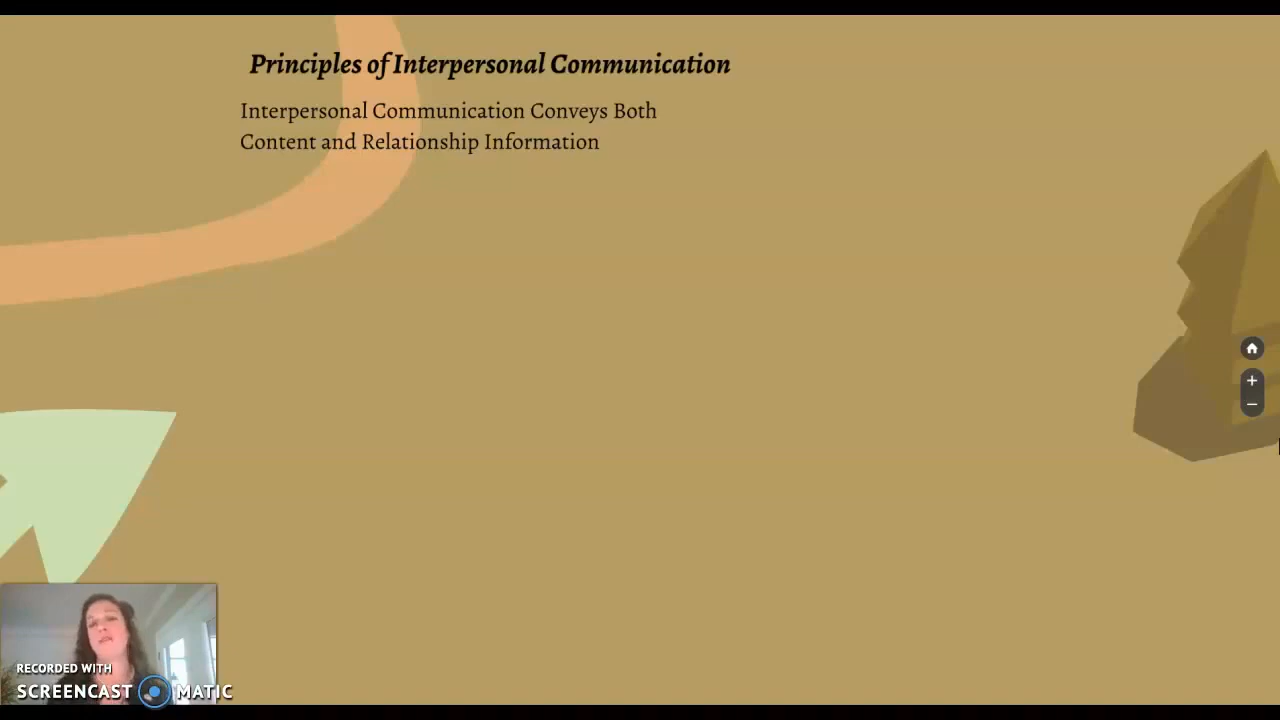 Principles of Interpersonal Communication
Interpersonal Communication Conveys Both
Content and Relationship Information
RECORDED WITH
SCREENCAST MATIC